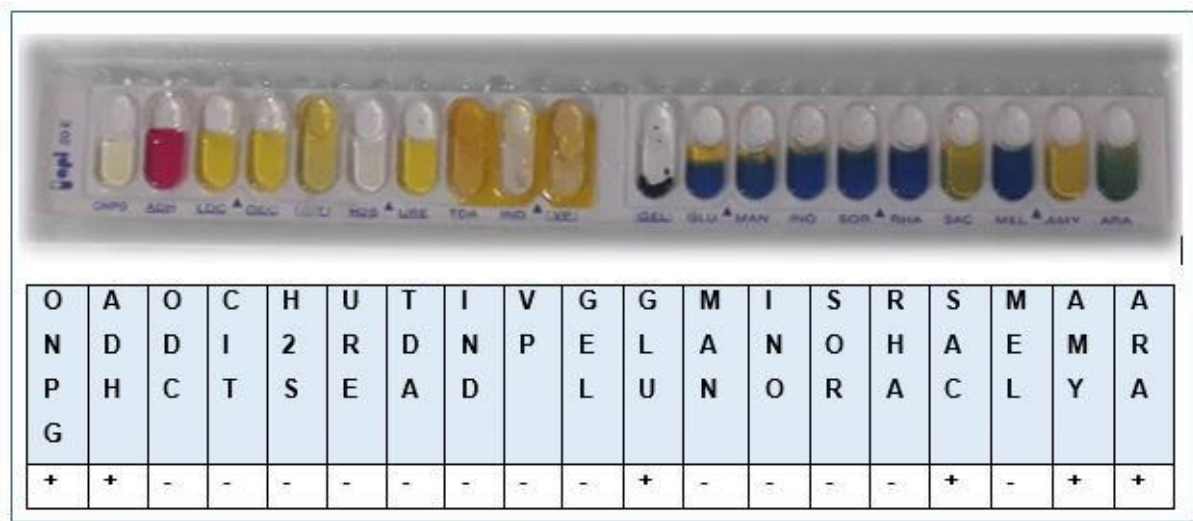 api 20 E
ONPG ADH LDC ODC |CIT| H2S URE TDA IND |VP| |GEL| GLU MAN INO SOR RHA SAC MEL AMY ARA
ONPG ADH ODC CIT H2S URE TDA IND VP GEL GLU MAN INO SOR RHA SAC MEL AMY ARA
+ + - - - - - - - - + - - - - + - + +